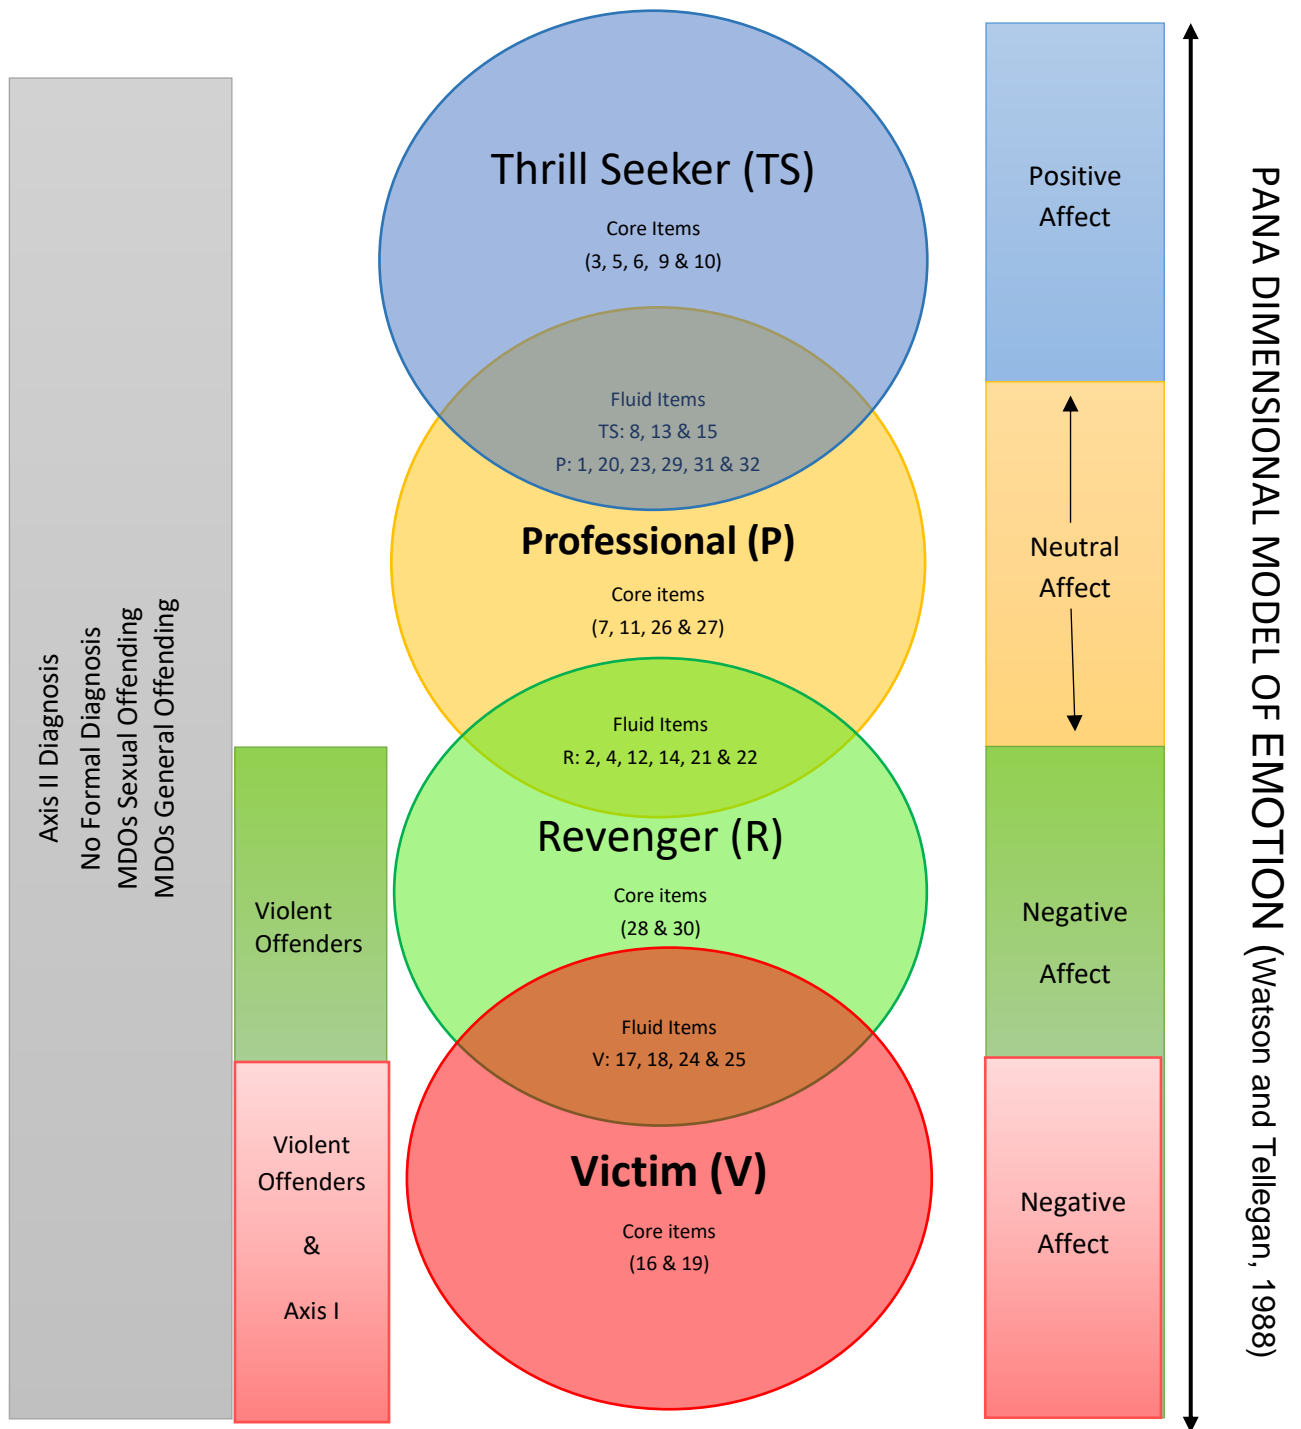 Thrill Seeker (TS)
Core Items
(3, 5, 6, 9 & 10)
Fluid Items
TS: 8, 13 & 15
P: 1, 20, 23, 29, 31 & 32
Professional (P)
Core items
(7, 11, 26 & 27)
Fluid Items
R: 2, 4, 12, 14, 21 & 22
Revenger (R)
Core items
(28 & 30)
Fluid Items
V: 17, 18, 24 & 25
Victim (V)
Core items
(16 & 19)
Axis II Diagnosis
No Formal Diagnosis
MDOs Sexual Offending
MDOs General Offending
Violent
Offenders
Violent
Offenders
&
Axis I
Positive
Affect
Neutral
Affect
Negative
Affect
Negative
Affect
PANA DIMENSIONAL MODEL OF EMOTION (Watson and Tellegan, 1988)